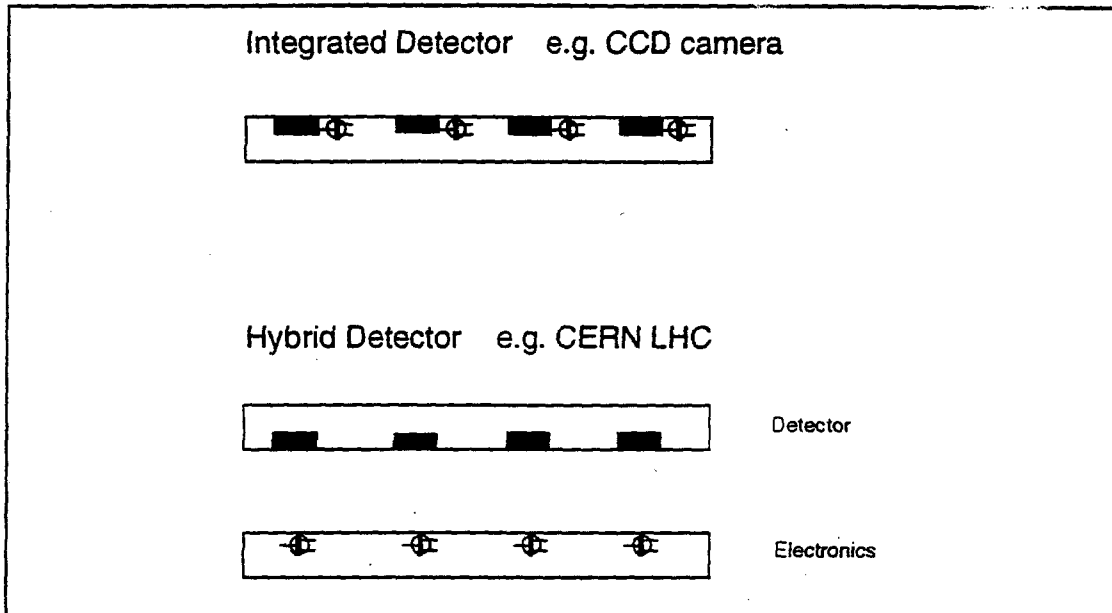 Integrated Detector e.g. CCD camera
Hybrid Detector e.g. CERN LHC
Detector
Electronics